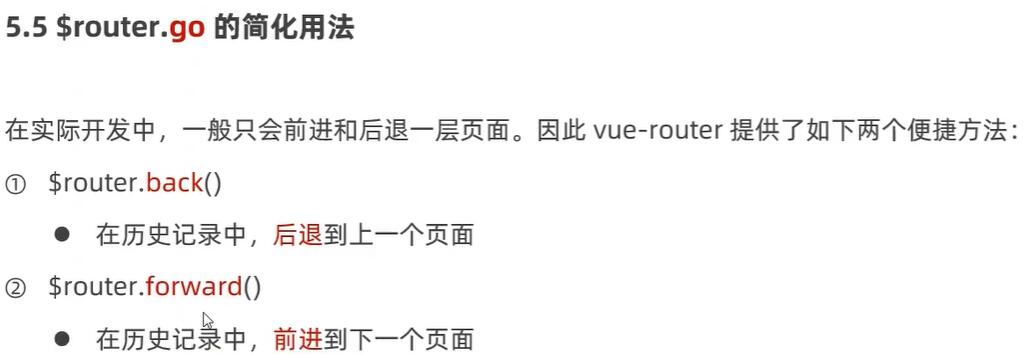 5.5 $router.go 的简化用法
在实际开发中，一般只会前进和后退一层页面。因此 vue-router 提供了如下两个便捷方法：
① $router.back()
● 在历史记录中，后退到上一个页面
② $router.forward()
● 在历史记录中，前进到下一个页面